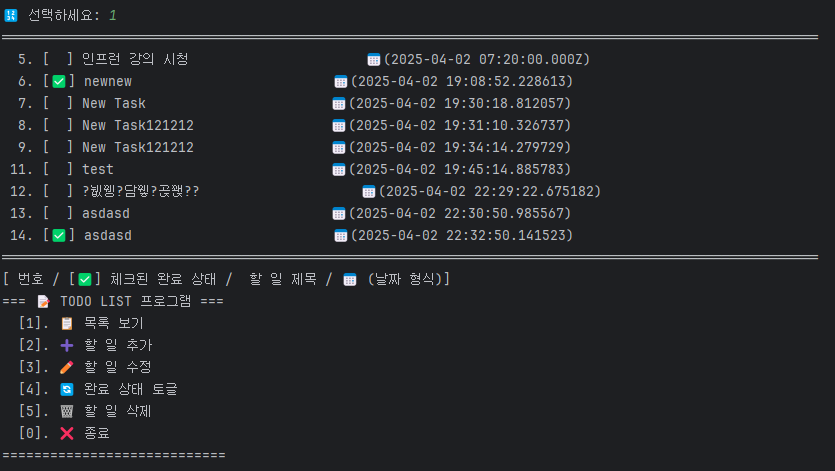 🔢 선택하세요: 1
════════════════════════════════════════
5. [ ] 인프런 강의 시청 📅(2025-04-02 07:20:00.000Z)
6. [✅] newnew 📅(2025-04-02 19:08:52.228613)
7. [ ] New Task 📅(2025-04-02 19:30:18.812057)
8. [ ] New Task121212 📅(2025-04-02 19:31:10.326737)
9. [ ] New Task121212 📅(2025-04-02 19:34:14.279729)
11. [ ] test 📅(2025-04-02 19:45:14.885783)
12. [ ] 📅(2025-04-02 22:29:22.675182)
13. [ ] asdasd 📅(2025-04-02 22:30:50.985567)
14. [✅] asdasd 📅(2025-04-02 22:32:50.141523)
════════════════════════════════════════
[ 번호 / [✅] 체크된 완료 상태 / 할 일 제목 / 📅 (날짜 형식)]
=== 📝 TODO LIST 프로그램 ===
[1]. 📋 목록 보기
[2]. ➕ 할 일 추가
[3]. ✏️ 할 일 수정
[4]. 🔄 완료 상태 토글
[5]. 🗑️ 할 일 삭제
[0]. ❌ 종료
============================